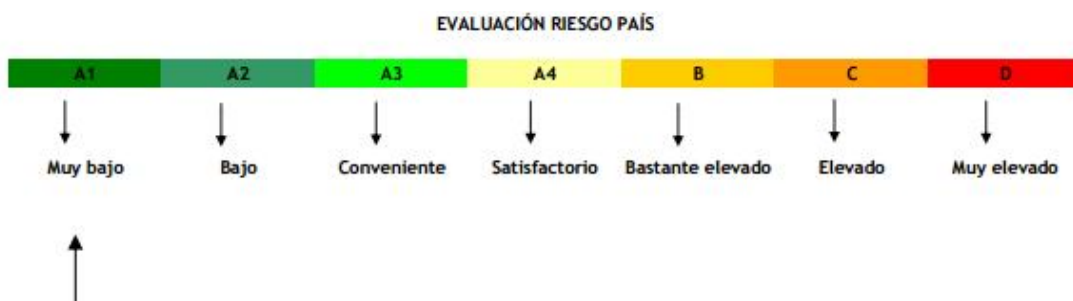 EVALUACIÓN RIESGO PAÍS
A1 A2 A3 A4 B C D
Muy bajo Bajo Conveniente Satisfactorio Bastante elevado Elevado Muy elevado